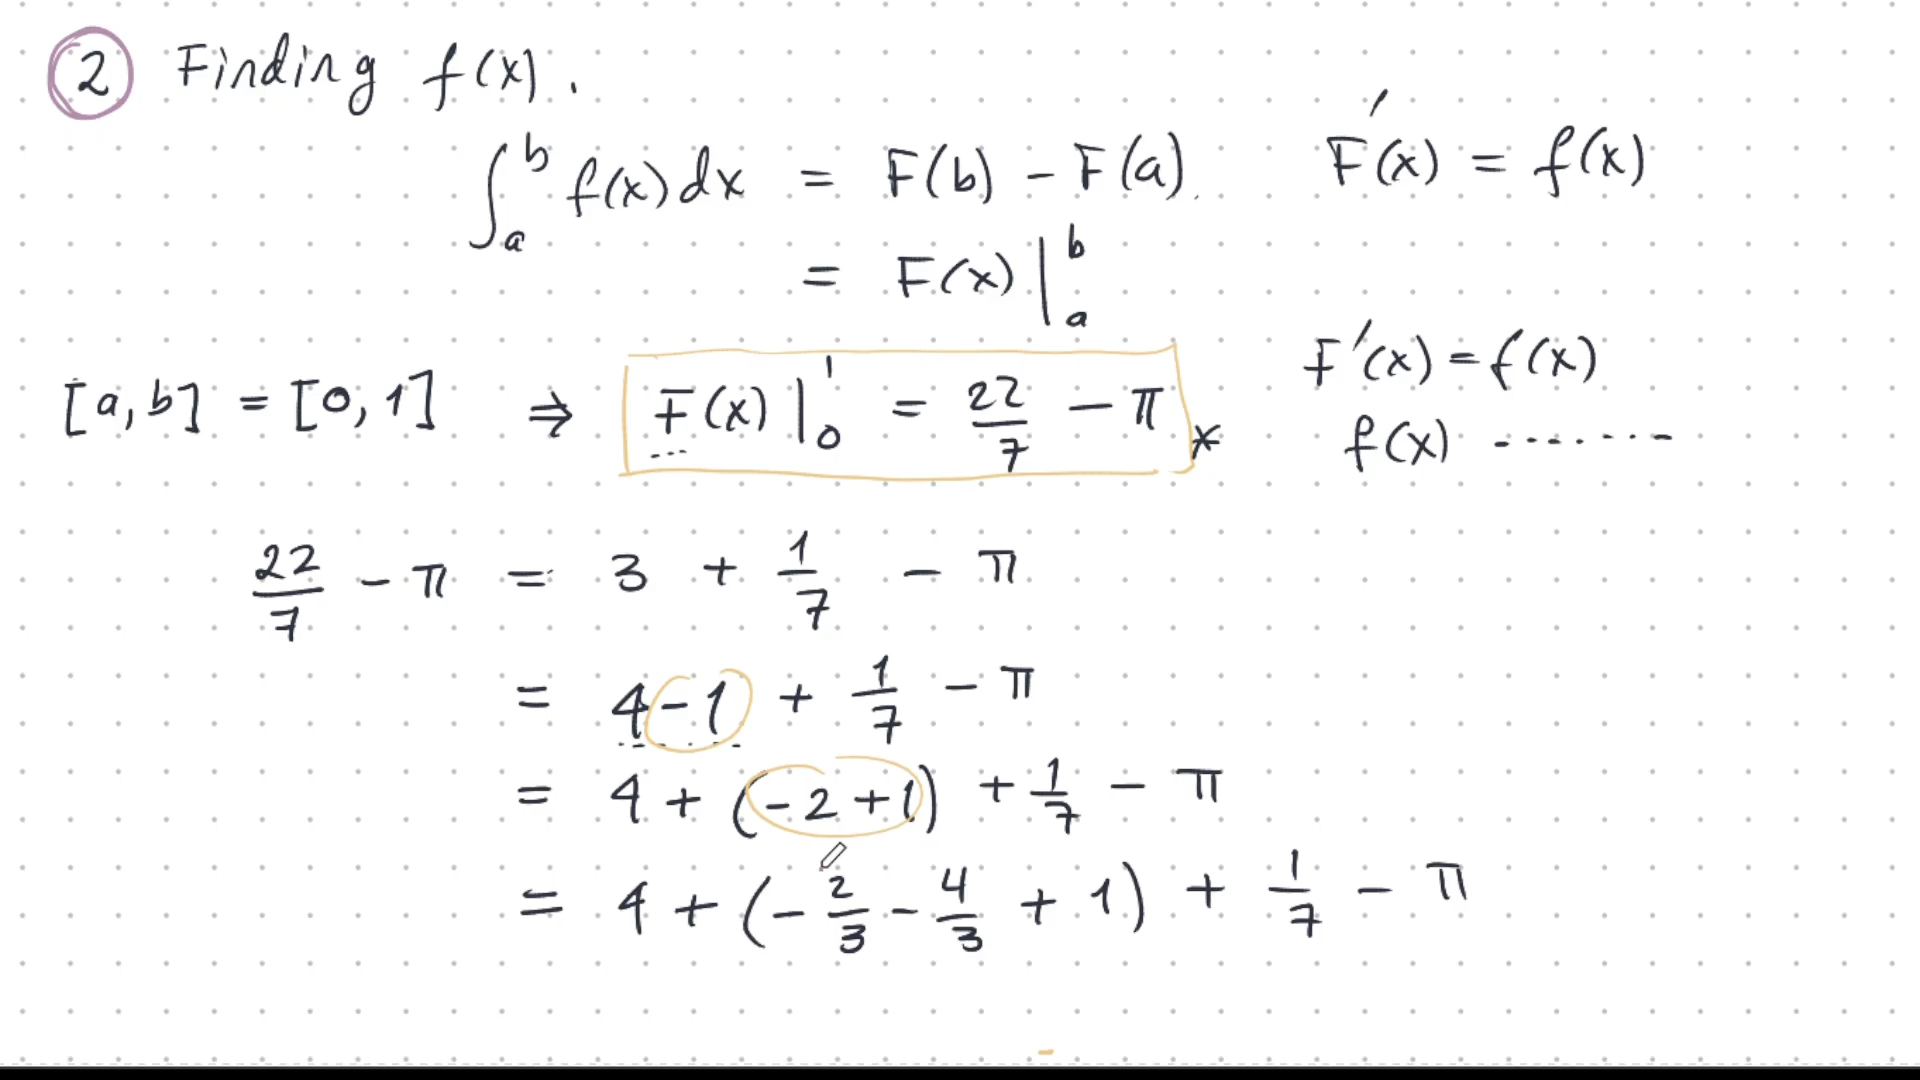 2 Finding f(x).
∫_a^b f(x) dx = F(b) - F(a). F'(x) = f(x)
= F(x) |_a^b
[a, b] = [0, 1] ⇒ F(x) |_0^1 = 22/7 - π * F'(x) = f(x)
f(x) .......
22/7 - π = 3 + 1/7 - π
= 4 - 1 + 1/7 - π
= 4 + (-2 + 1) + 1/7 - π
= 4 + (-2/3 - 4/3 + 1) + 1/7 - π